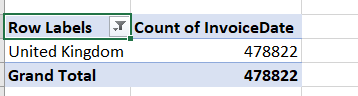 Row Labels Count of InvoiceDate
United Kingdom 478822
Grand Total 478822